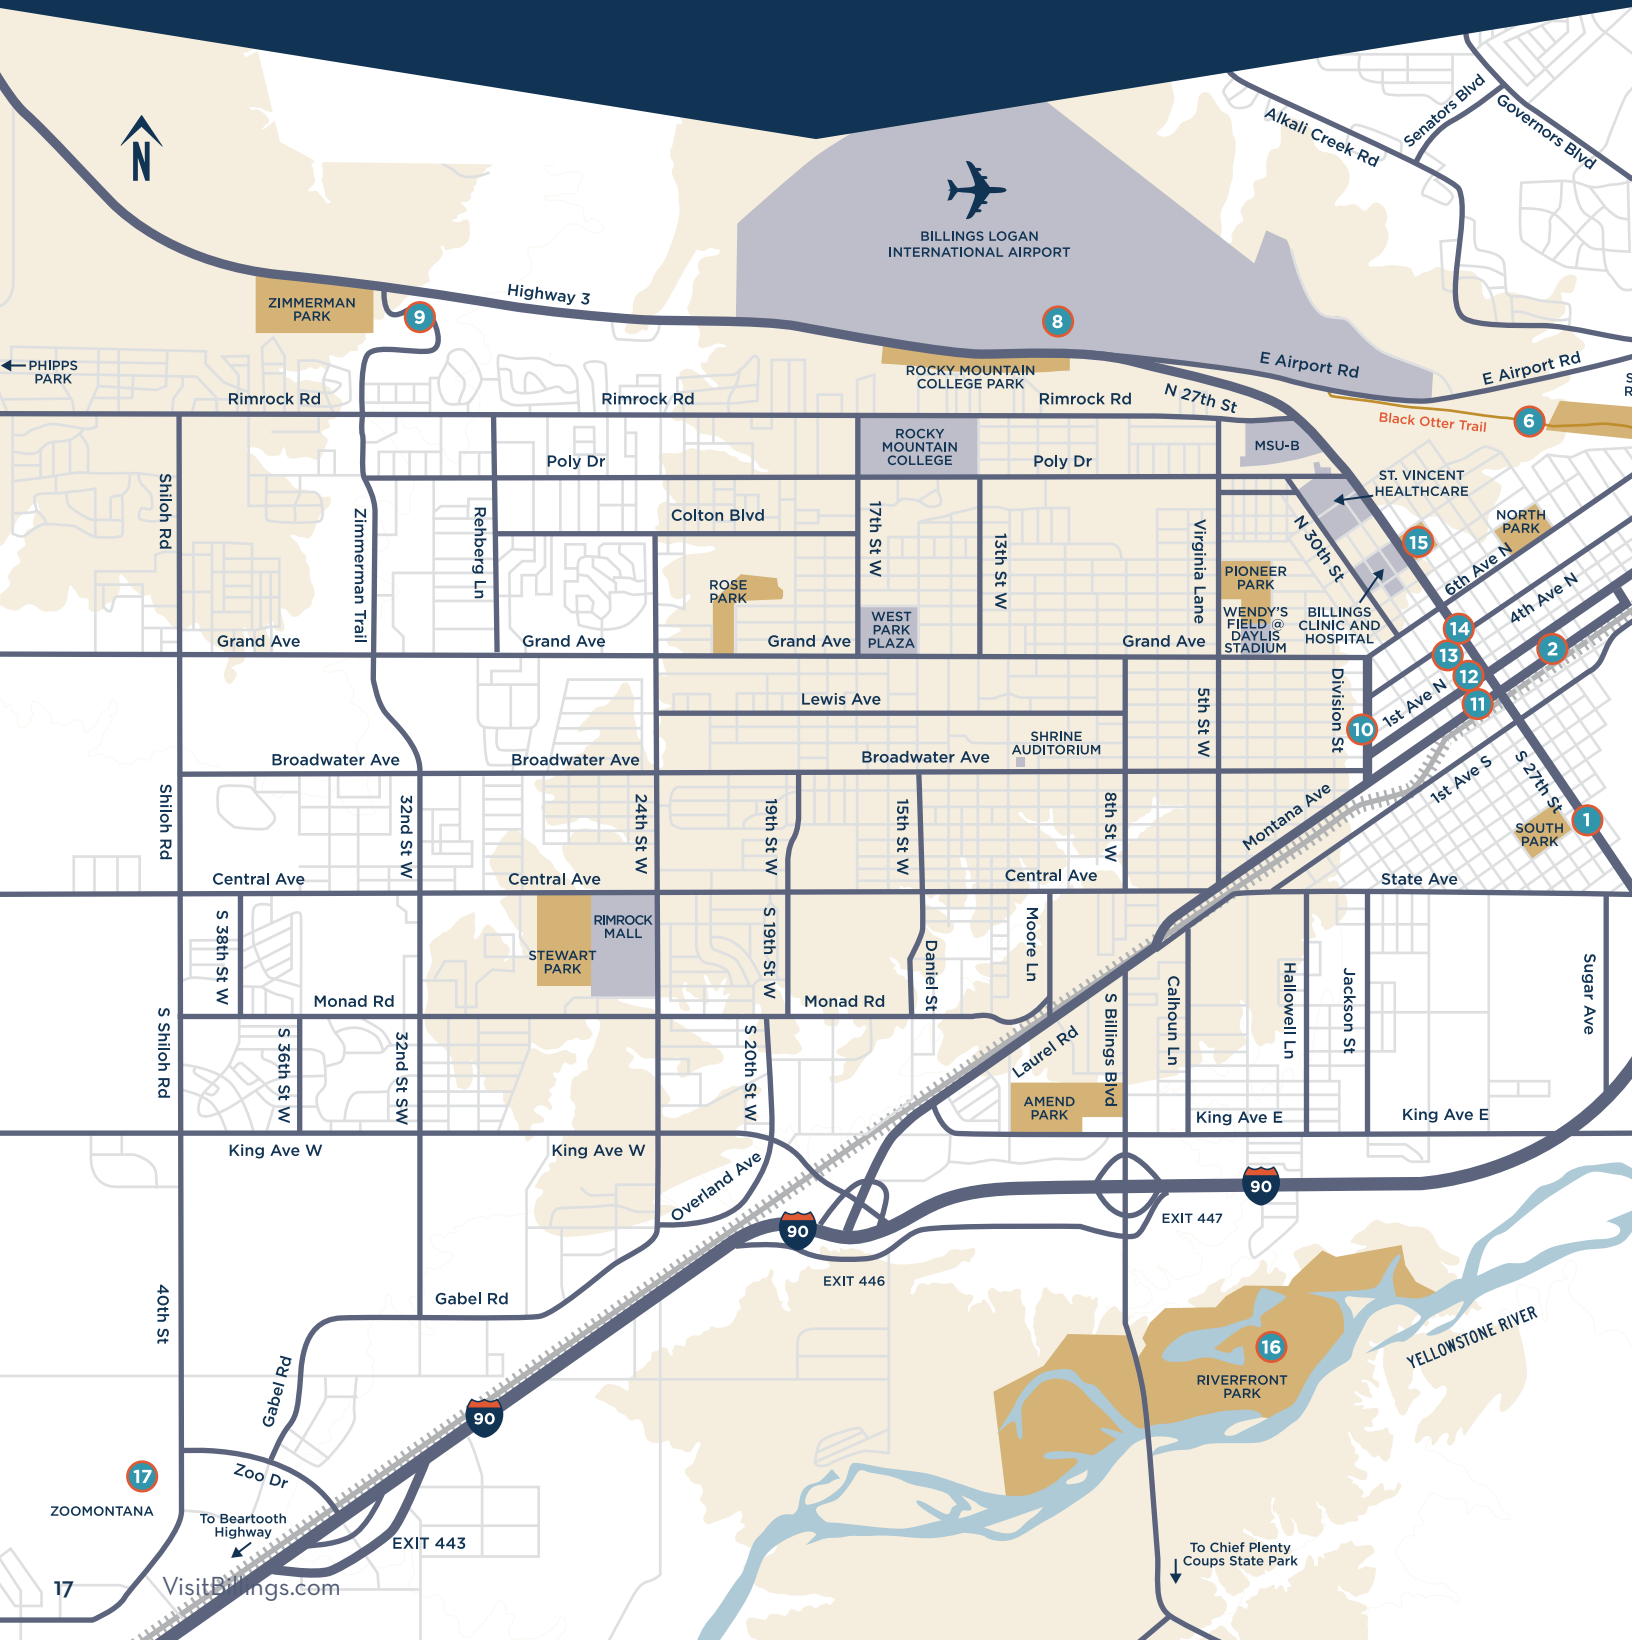 Alkali Creek Rd
Senators Blvd
Governors Blvd
N
BILLINGS LOGAN
INTERNATIONAL AIRPORT
ZIMMERMAN
PARK
9
Highway 3
8
PHIPPS
PARK
ROCKY MOUNTAIN
COLLEGE PARK
E Airport Rd
E Airport Rd
S
R
Rimrock Rd
Rimrock Rd
Rimrock Rd
N 27th St
Black Otter Trail
6
ROCKY
MOUNTAIN
COLLEGE
MSU-B
Poly Dr
Poly Dr
ST. VINCENT
HEALTHCARE
Shiloh Rd
Zimmerman Trail
Rehberg Ln
Colton Blvd
17th St W
13th St W
Virginia Lane
N 30th St
15
NORTH
PARK
6th Ave N
4th Ave N
ROSE
PARK
PIONEER
PARK
WENDY'S
FIELD @
DAYLIS
STADIUM
BILLINGS
CLINIC AND
HOSPITAL
WEST
PARK
PLAZA
Grand Ave
Grand Ave
Grand Ave
Grand Ave
14
13
12
11
2
10
1st Ave N
Division St
5th St W
Lewis Ave
SHRINE
AUDITORIUM
Broadwater Ave
Broadwater Ave
Broadwater Ave
1st Ave S
S 27th St
Montana Ave
SOUTH
PARK
1
Shiloh Rd
32nd St W
24th St W
19th St W
15th St W
8th St W
Central Ave
Central Ave
Central Ave
State Ave
S 38th St W
RIMROCK
MALL
STEWART
PARK
S 19th St W
Daniel St
Moore Ln
Monad Rd
Monad Rd
S Shiloh Rd
S 36th St W
32nd St SW
S 20th St W
Laurel Rd
S Billings Blvd
Calhoun Ln
Hallowell Ln
Jackson St
Sugar Ave
AMEND
PARK
King Ave E
King Ave E
King Ave W
King Ave W
Overland Ave
90
90
EXIT 447
EXIT 446
40th St
Gabel Rd
Gabel Rd
YELLOWSTONE RIVER
16
RIVERFRONT
PARK
90
17
ZOOMONTANA
Zoo Dr
To Beartooth
Highway
EXIT 443
To Chief Plenty
Coups State Park
17
VisitBillings.com